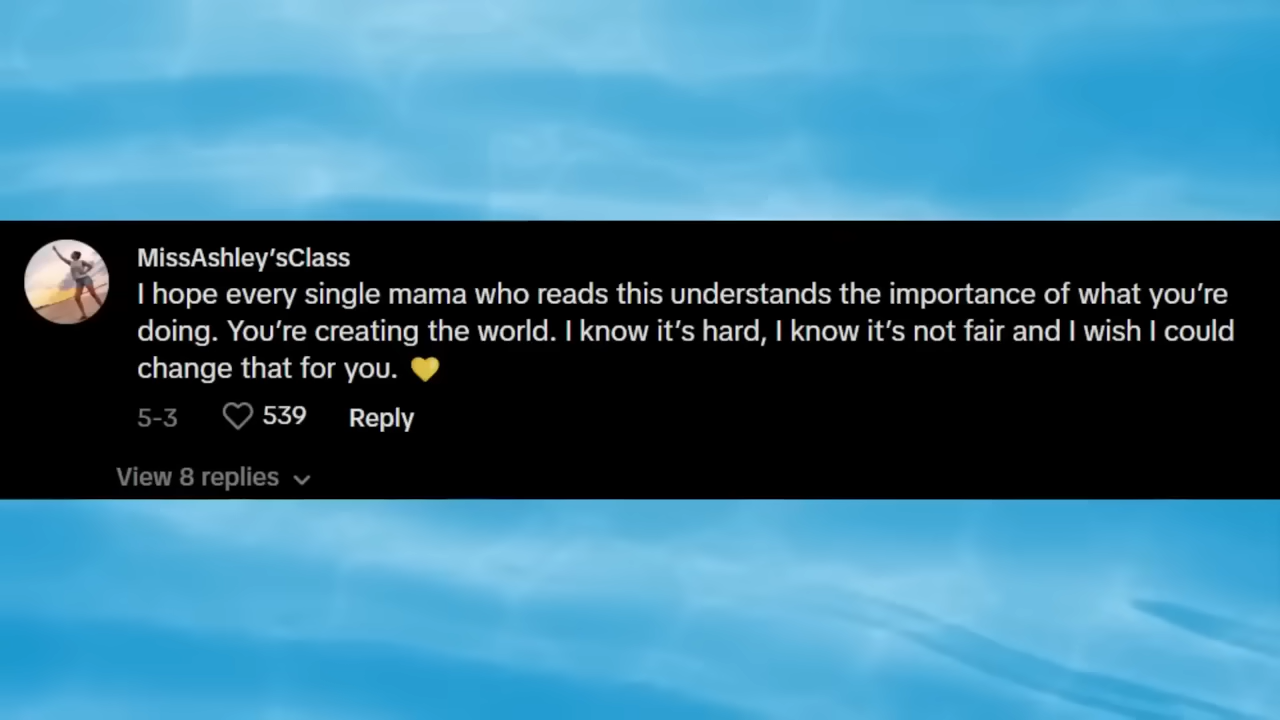 MissAshley’sClass
I hope every single mama who reads this understands the importance of what you’re
doing. You’re creating the world. I know it’s hard, I know it’s not fair and I wish I could
change that for you. 💛
5-3 539 Reply
View 8 replies